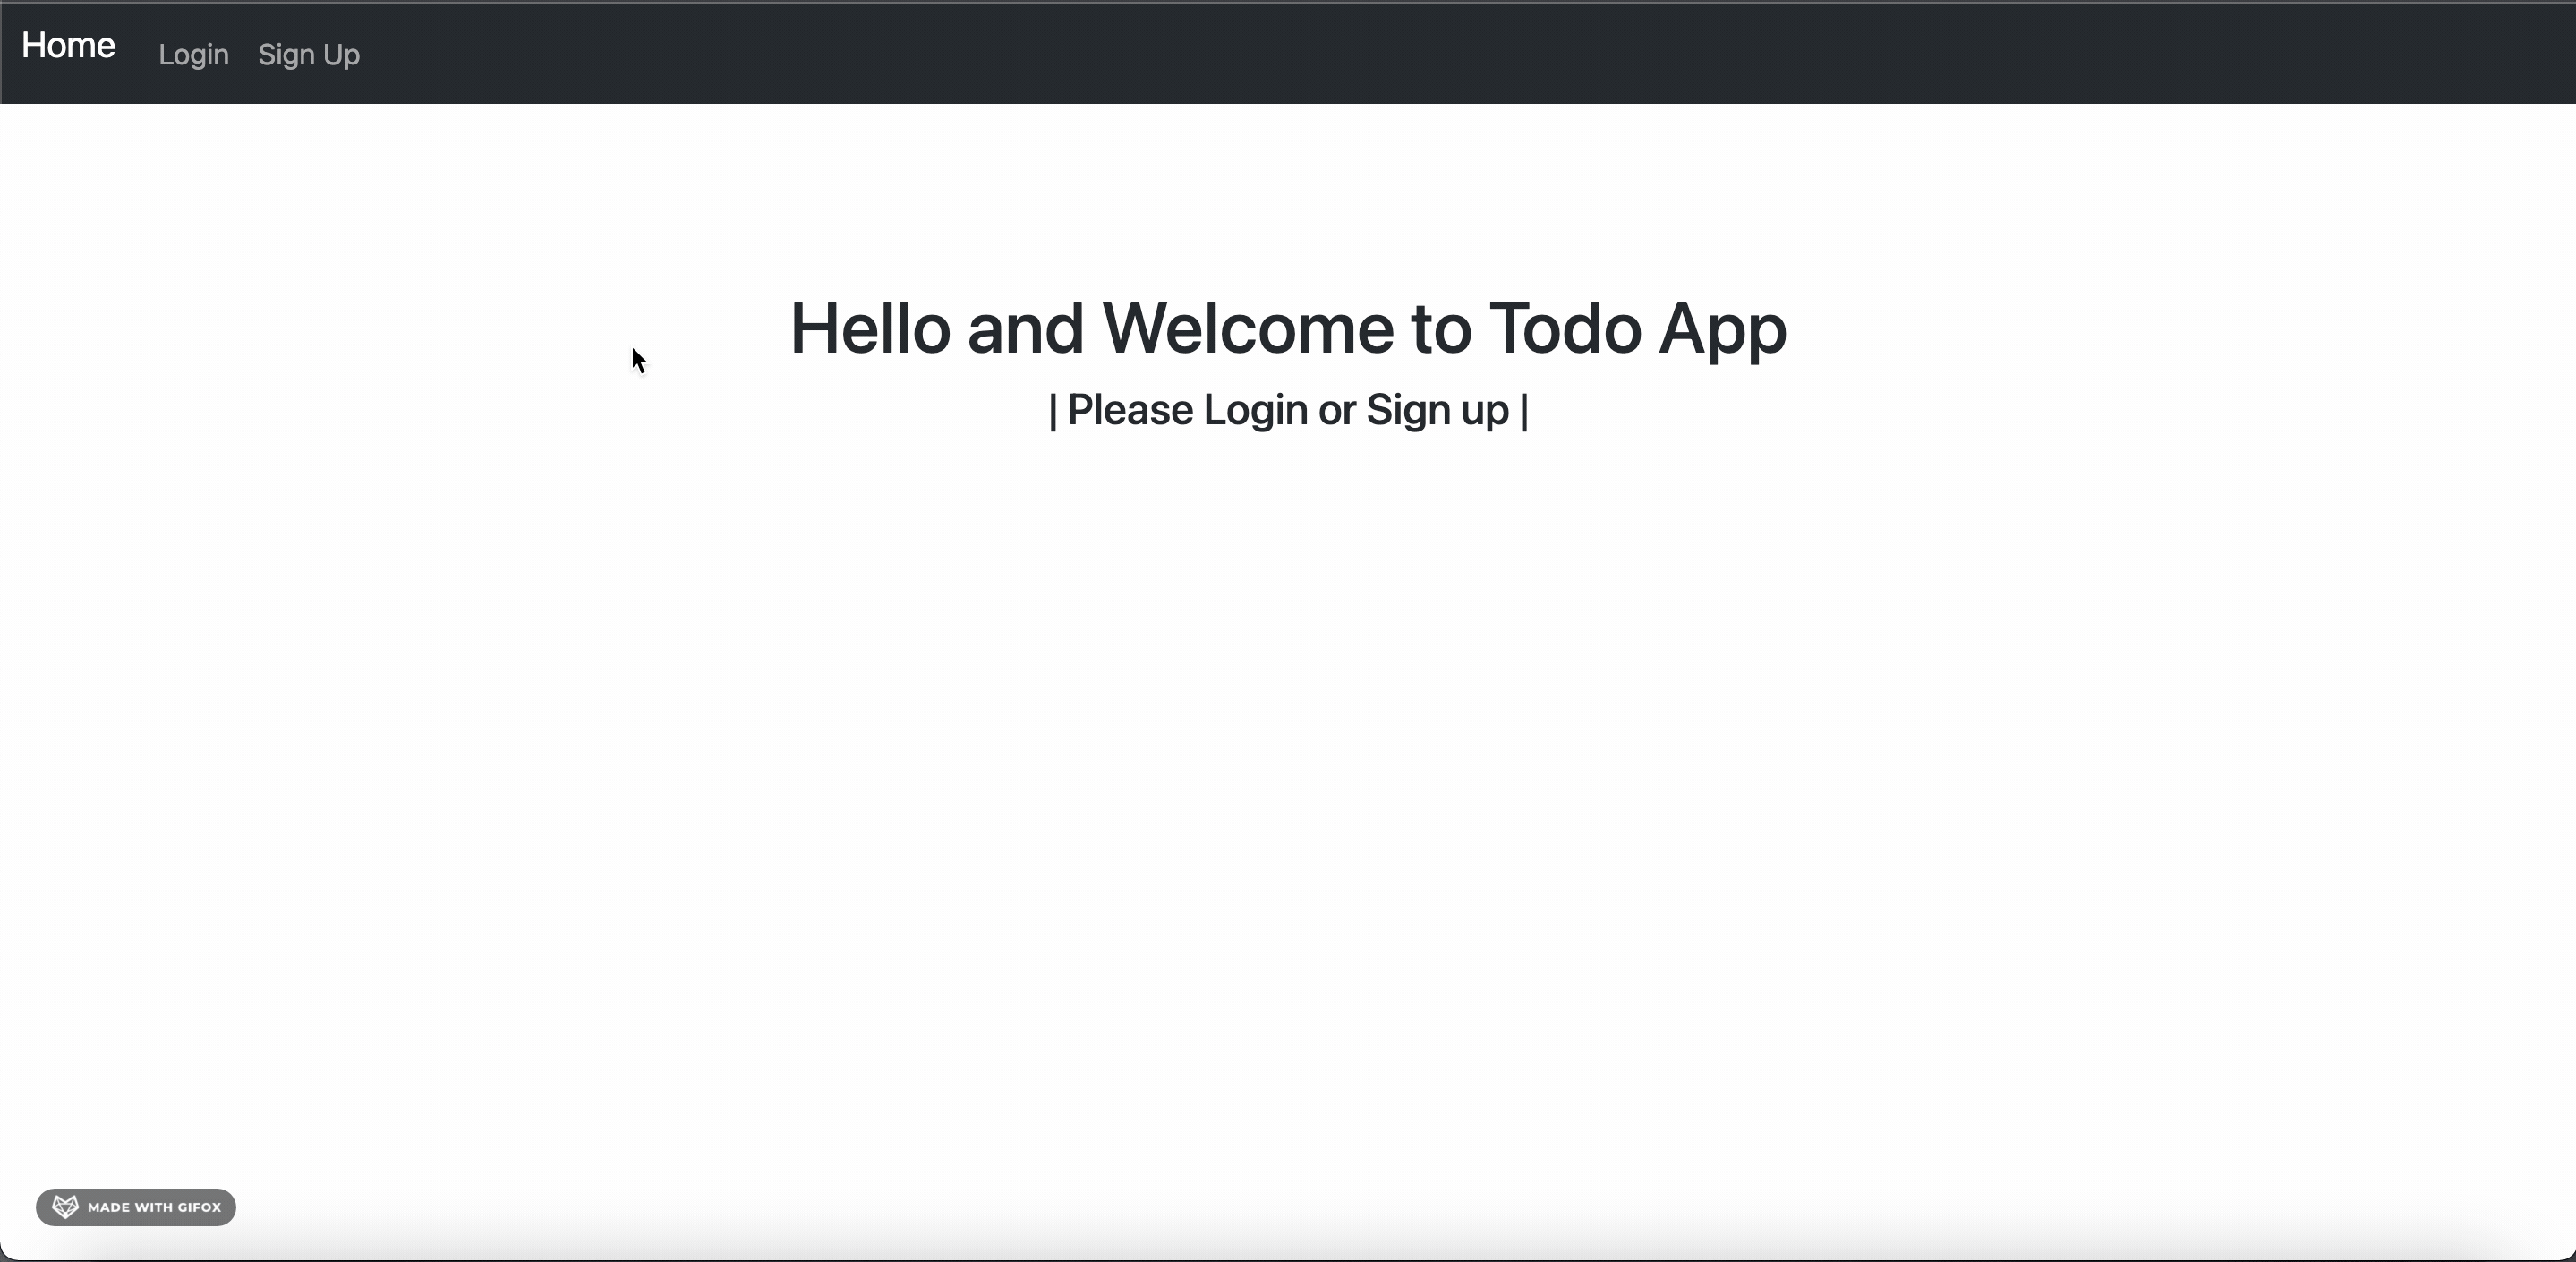 Home Login Sign Up
Hello and Welcome to Todo App
| Please Login or Sign up |
MADE WITH GIFOX